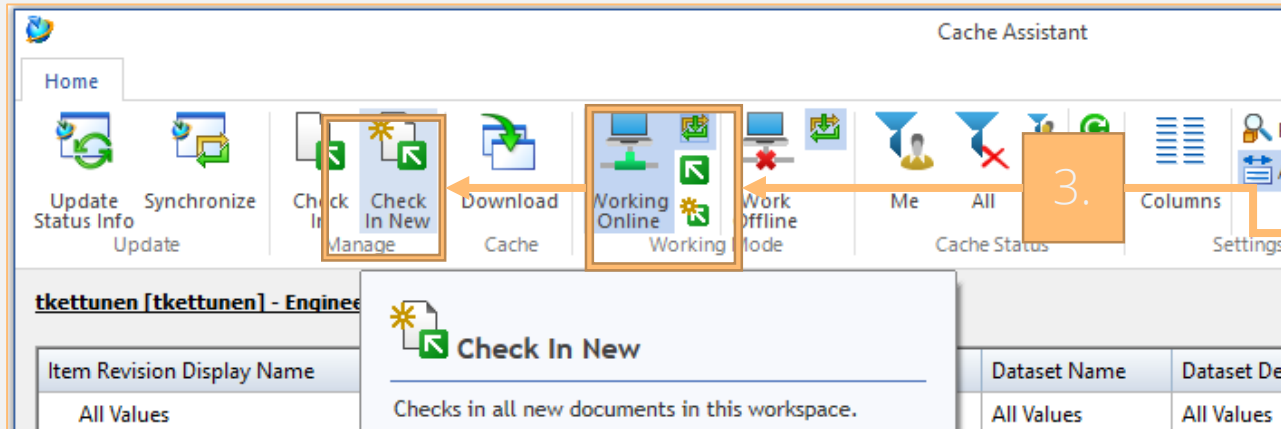 Cache Assistant
Home
Update Status Info
Synchronize
Check In
Check In New
Download
Working Online
Work Offline
Me
All
3.
Columns
Update
Manage
Cache
Working Mode
Cache Status
Settings
tkettunen [tkettunen] - Enginee
Check In New
Item Revision Display Name
Dataset Name
Dataset De
All Values
Checks in all new documents in this workspace.
All Values
All Values